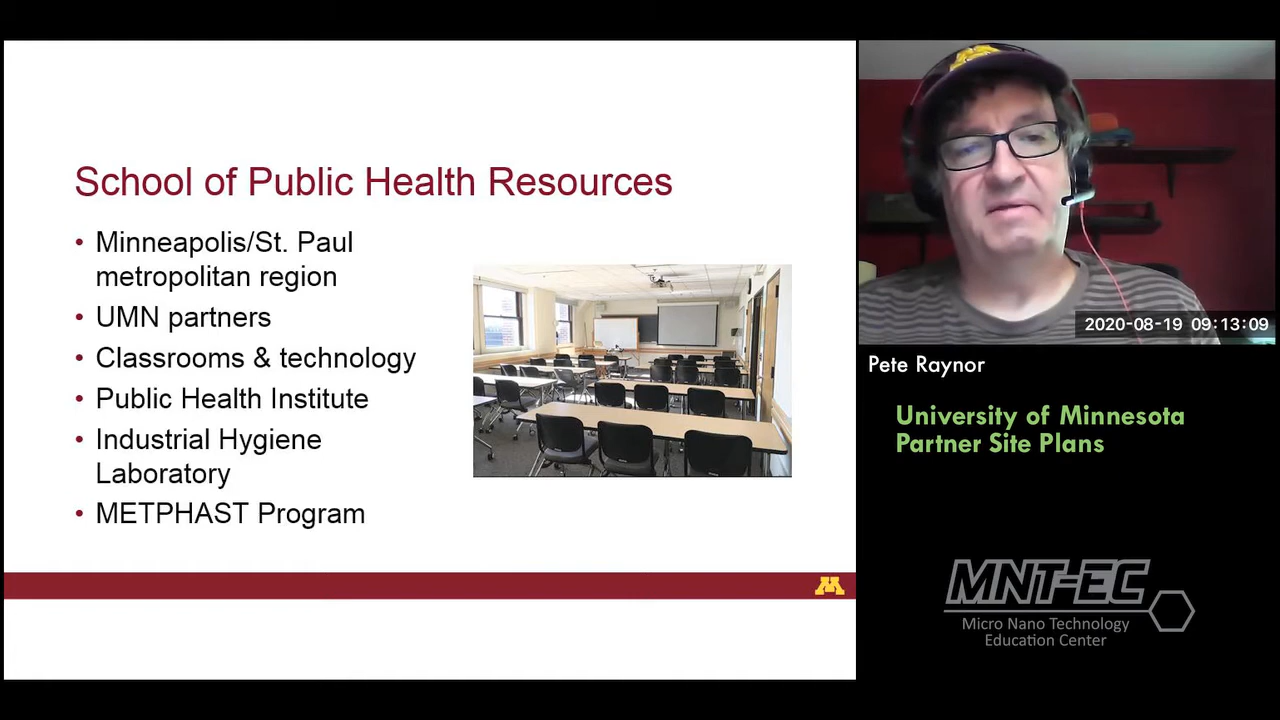 School of Public Health Resources
• Minneapolis/St. Paul
metropolitan region
• UMN partners
• Classrooms & technology
• Public Health Institute
• Industrial Hygiene
Laboratory
• METPHAST Program
M
M
2020-08-19 09:13:09
Pete Raynor
University of Minnesota
Partner Site Plans
MNT-EC
Micro Nano Technology
Education Center